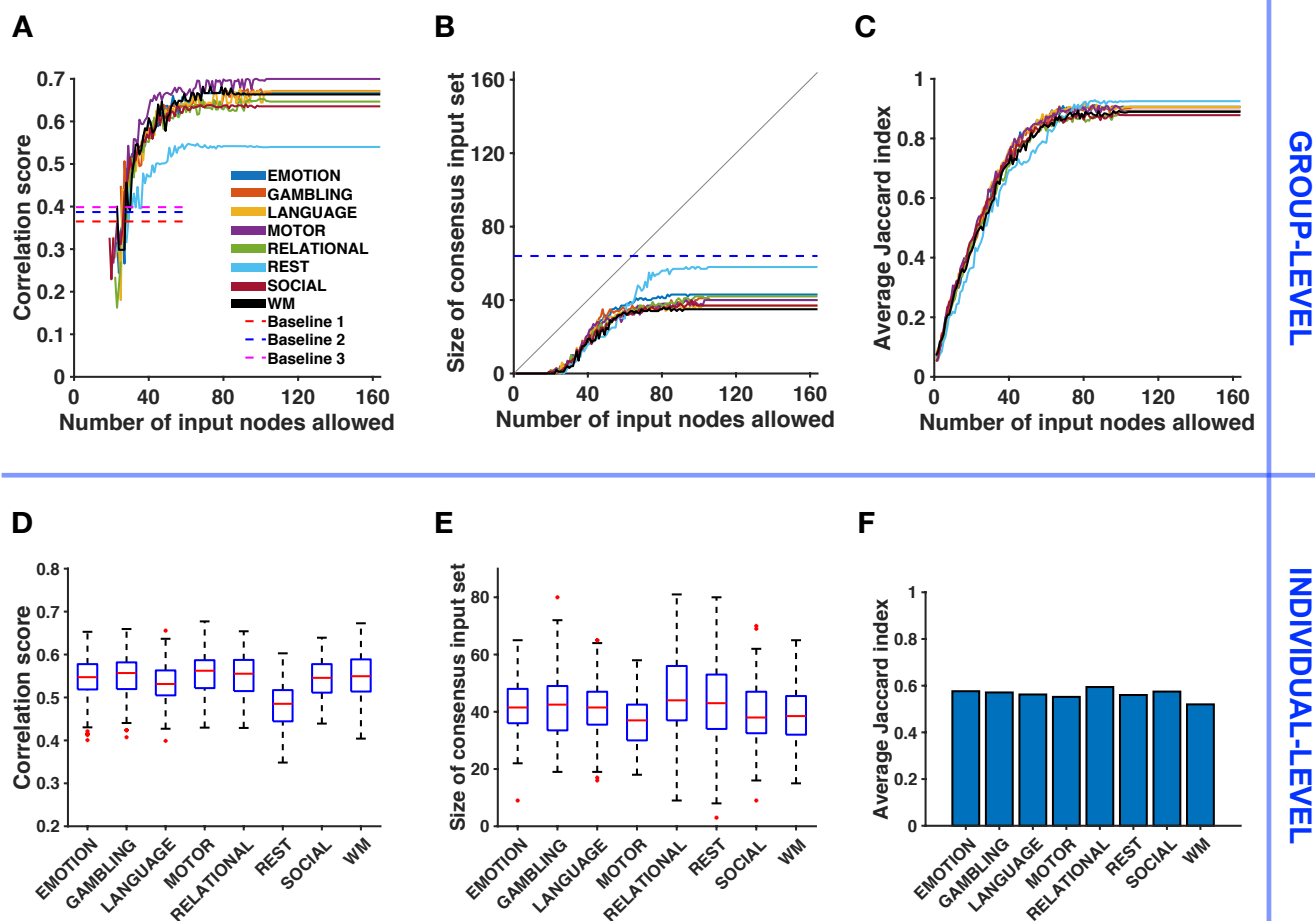 A
Correlation score
0.7
0.6
0.5
0.4
0.3
0.2
0.1
0
40
80
120
160
Number of input nodes allowed
EMOTION
GAMBLING
LANGUAGE
MOTOR
RELATIONAL
REST
SOCIAL
WM
Baseline 1
Baseline 2
Baseline 3
B
Size of consensus input set
160
120
80
40
0
0
40
80
120
160
Number of input nodes allowed
C
Average Jaccard index
1
0.8
0.6
0.4
0.2
0
0
40
80
120
160
Number of input nodes allowed
GROUP-LEVEL
D
Correlation score
0.8
0.7
0.6
0.5
0.4
0.3
0.2
EMOTION
GAMBLING
LANGUAGE
MOTOR
RELATIONAL
REST
SOCIAL
WM
E
Size of consensus input set
80
60
40
20
0
EMOTION
GAMBLING
LANGUAGE
MOTOR
RELATIONAL
REST
SOCIAL
WM
F
Average Jaccard index
1
0.8
0.6
0.4
0.2
0
EMOTION
GAMBLING
LANGUAGE
MOTOR
RELATIONAL
REST
SOCIAL
WM
INDIVIDUAL-LEVEL